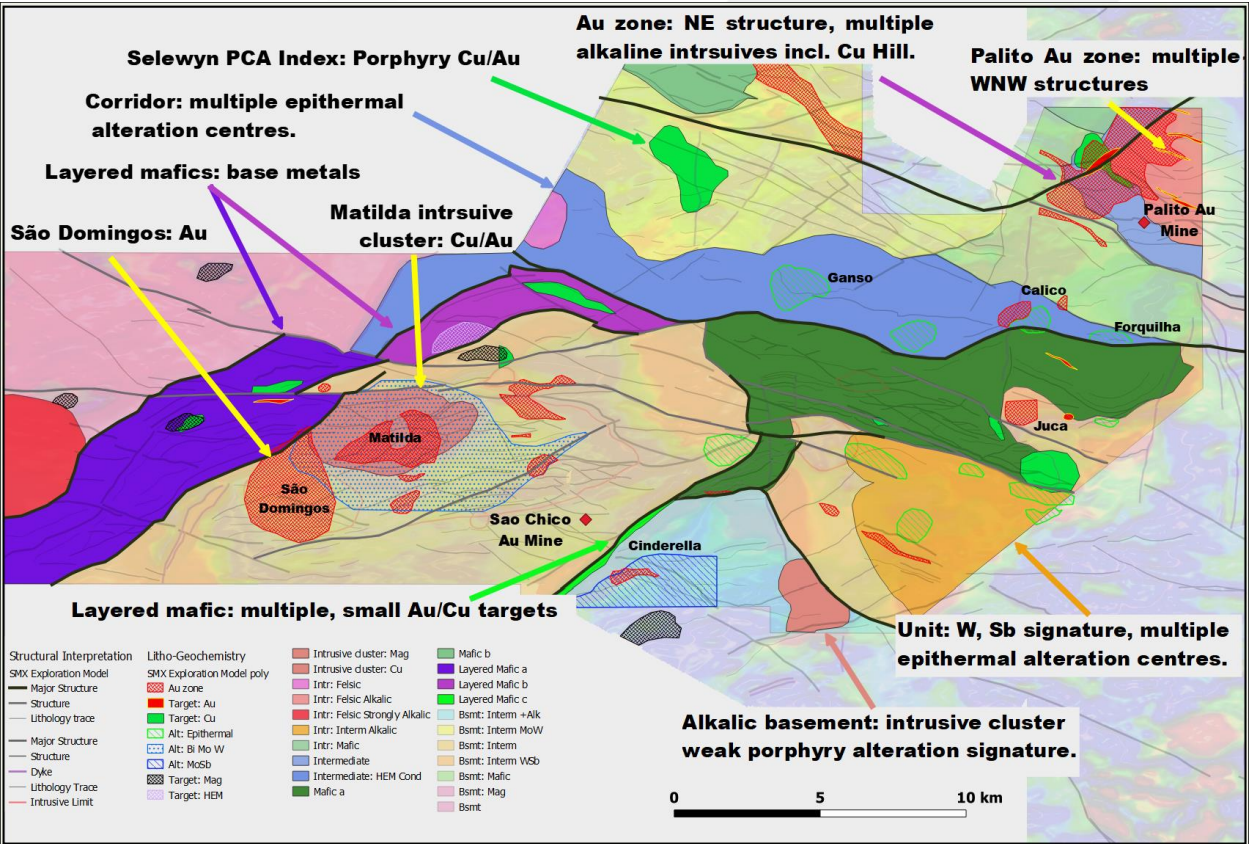 Au zone: NE structure, multiple
alkaline intrsuives incl. Cu Hill.
Palito Au zone: multiple
WNW structures
Selewyn PCA Index: Porphyry Cu/Au
Corridor: multiple epithermal
alteration centres.
Layered mafics: base metals
Matilda intrsuive
cluster: Cu/Au
São Domingos: Au
Palito Au
Mine
Ganso
Calico
Forquilha
Matilda
Juca
São
Domingos
Sao Chico
Au Mine
Cinderella
Layered mafic: multiple, small Au/Cu targets
Unit: W, Sb signature, multiple
epithermal alteration centres.
Alkalic basement: intrusive cluster
weak porphyry alteration signature.
0 5 10 km
Structural Interpretation
SMX Exploration Model
Major Structure
Structure
Lithology trace
Major Structure
Structure
Dyke
Lithology Trace
Intrusive Limit
Litho-Geochemistry
SMX Exploration Model poly
Au zone
Target: Au
Target: Cu
Alt: Epithermal
Alt: Bi Mo W
Alt: MoSb
Target: Mag
Target: HEM
Intrusive cluster: Mag
Intrusive cluster: Cu
Intr: Felsic
Intr: Felsic Alkalic
Intr: Felsic Strongly Alkalic
Intr: Interm Alkalic
Intr: Mafic
Intermediate
Intermediate: HEM Cond
Mafic a
Mafic b
Layered Mafic a
Layered Mafic b
Layered Mafic c
Bsmt: Interm +Alk
Bsmt: Interm MoW
Bsmt: Interm
Bsmt: Interm WSb
Bsmt: Mafic
Bsmt: Mag
Bsmt